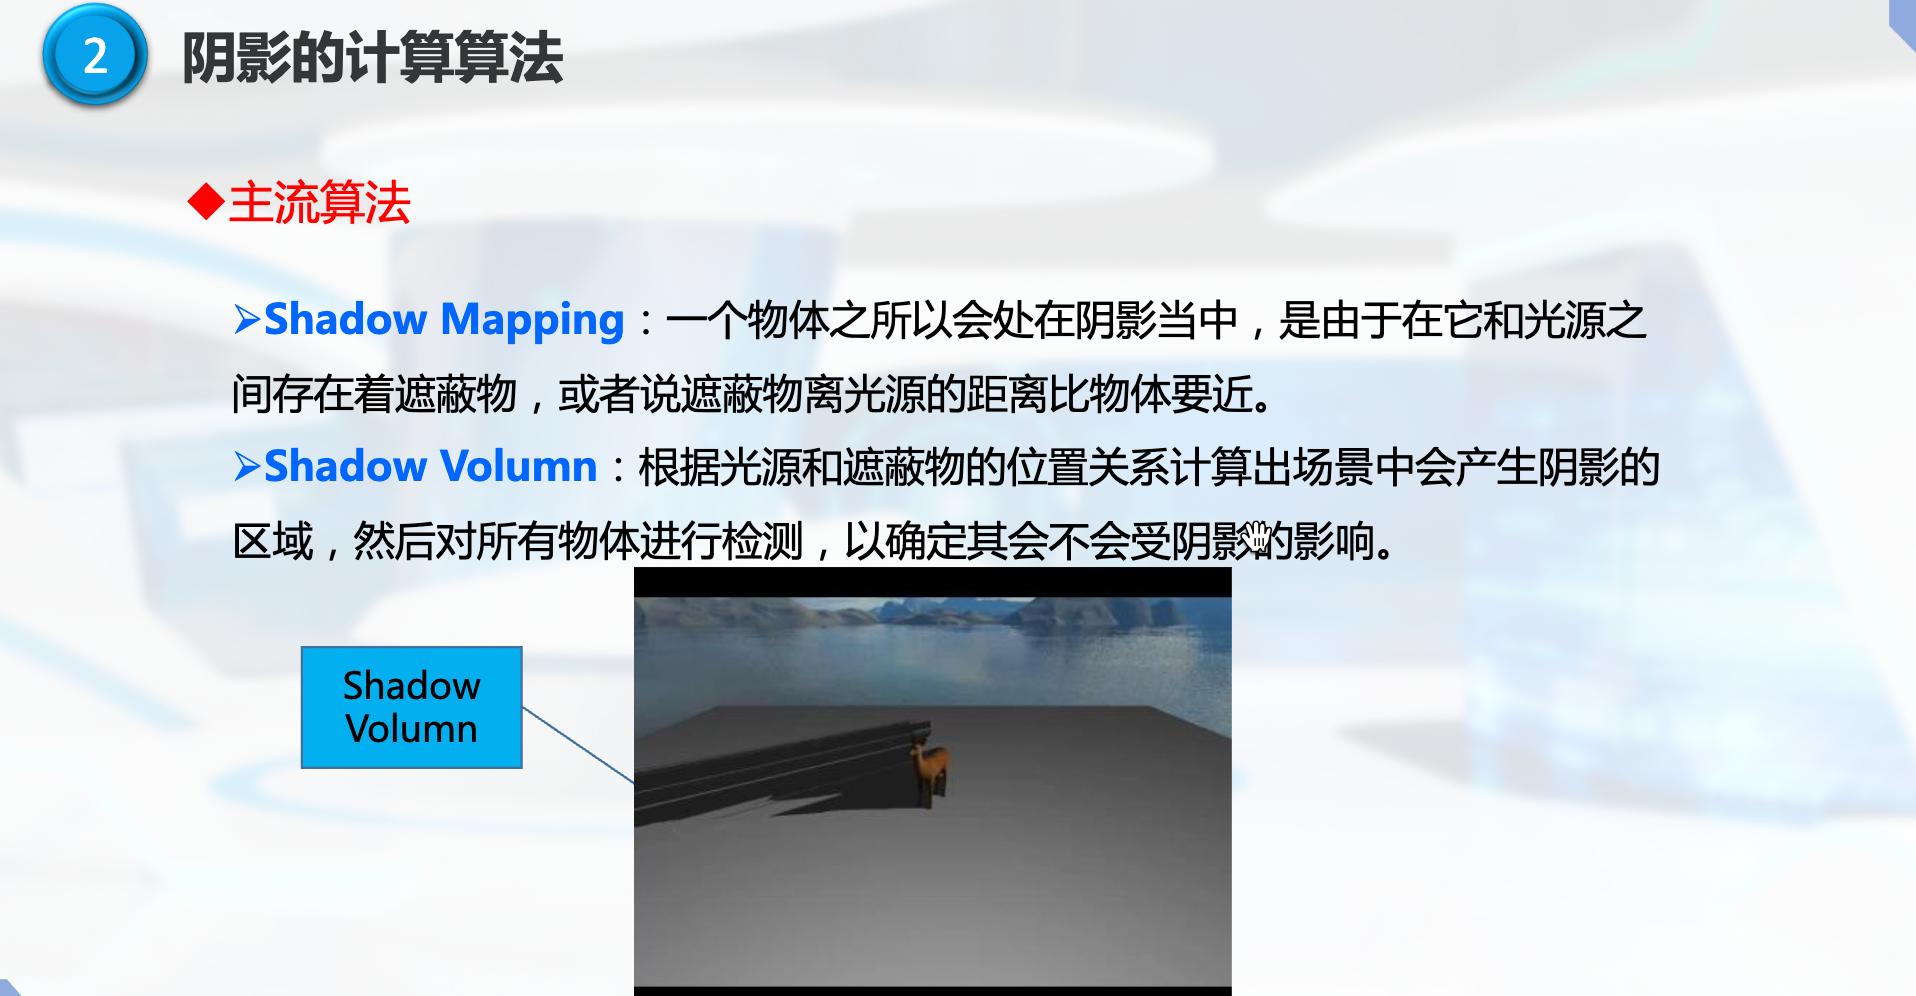 2
阴影的计算算法
◆主流算法
➢Shadow Mapping：一个物体之所以会处在阴影当中，是由于在它和光源之
间存在着遮蔽物，或者说遮蔽物离光源的距离比物体要近。
➢Shadow Volumn：根据光源和遮蔽物的位置关系计算出场景中会产生阴影的
区域，然后对所有物体进行检测，以确定其会不会受阴影的影响。
Shadow
Volumn